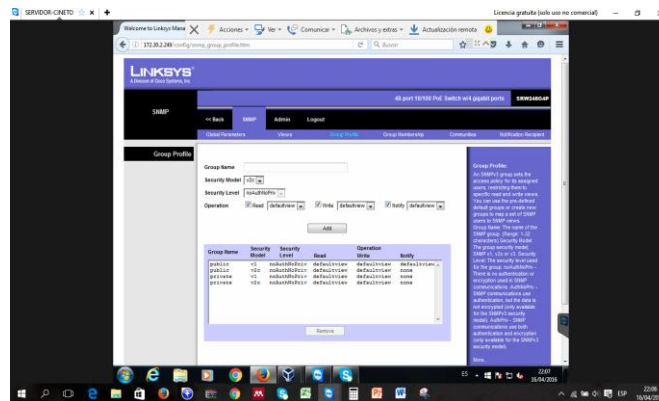 SERVIDOR-CINETO
Licencia gratuita (solo uso no comercial)
Welcome to Linksys Mana
Acciones
Ver
Comunicar
Archivos y extras
Actualización remota
172.30.2.248/config/snmp_group_profile.htm
Buscar
LINKSYS
A Division of Cisco Systems, Inc.
48-port 10/100 PoE Switch w/4 gigabit ports SRW248G4P
SNMP
<< Back SNMP Admin Logout
Global Parameters Views Group Profile Group Membership Communities Notification Recipient
Group Profile
Group Name
Security Model v2c
Security Level noAuthNoPriv
Operation Read defaultview Write defaultview Notify defaultview
Add
Operation
Group Name Security Model Security Level Read Write Notify
public v1 noAuthNoPriv defaultview defaultview defaultview
public v2c noAuthNoPriv defaultview defaultview none
private v1 noAuthNoPriv defaultview defaultview none
private v2c noAuthNoPriv defaultview defaultview none
Remove
Group Profile:
An SNMPv3 group sets the
access policy for its assigned
users, restricting them to
specific read and write views.
You can use the pre-defined
default groups or create new
groups to map a set of SNMP
users to SNMP views.
Group Name: The name of the
SNMP group. (Range: 1-32
characters) Security Model:
The group security model;
SNMP v1, v2c or v3. Security
Level: The security level used
for the group: noAuthNoPriv -
There is no authentication or
encryption used in SNMP
communications. AuthNoPriv -
SNMP communications use
authentication, but the data is
not encrypted (only available
for the SNMPv3 security
model). AuthPriv - SNMP
communications use both
authentication and encryption
(only available for the SNMPv3
security model).
More...
ES
22:07
16/04/2016
ESP
22:06